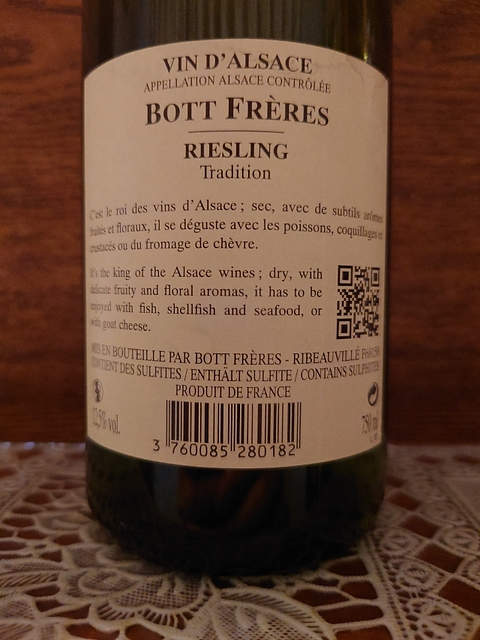 VIN D'ALSACE
APPELLATION ALSACE CONTRÔLÉE
BOTT FRÈRES
RIESLING
Tradition
C'est le roi des vins d'Alsace ; sec, avec de subtils arômes
fruités et floraux, il se déguste avec les poissons, coquillages et
crustacés ou du fromage de chèvre.
It's the king of the Alsace wines ; dry, with
delicate fruity and floral aromas, it has to be
enjoyed with fish, shellfish and seafood, or
with goat cheese.
MIS EN BOUTEILLE PAR BOTT FRÈRES - RIBEAUVILLÉ
CONTIENT DES SULFITES / ENTHÄLT SULFITE / CONTAINS SULPHITES
PRODUIT DE FRANCE
12,5% vol.
750 ml
3 760085 280182